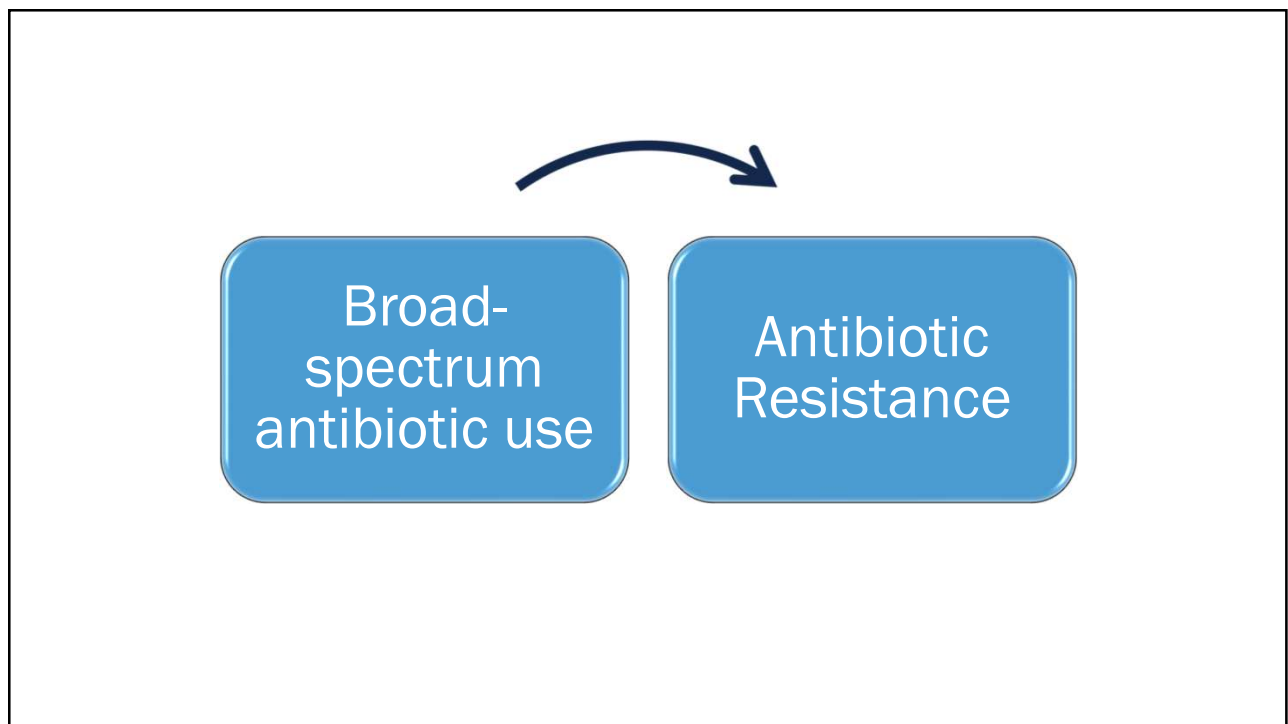 Broad-
spectrum
antibiotic use
Antibiotic
Resistance